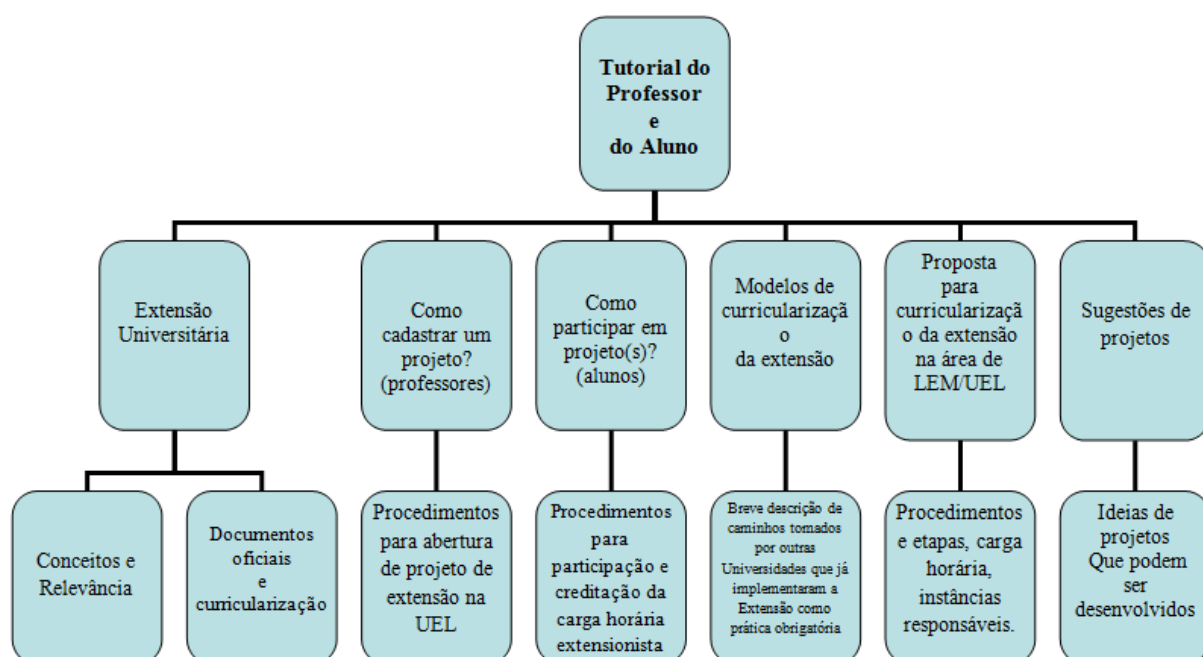 Tutorial do
Professor
e
do Aluno
Extensão
Universitária
Como
cadastrar um
projeto?
(professores)
Como
participar em
projeto(s)?
(alunos)
Modelos de
curricularizaçã
o
da extensão
Proposta
para
curricularizaçã
o da extensão
na área de
LEM/UEL
Sugestões de
projetos
Conceitos e
Relevância
Documentos
oficiais
e
curricularização
Procedimentos
para abertura
de projeto de
extensão na
UEL
Procedimentos
para
participação e
creditação da
carga horária
extensionista
Breve descrição de
caminhos tomados
por outras
Universidades que já
implementaram a
Extensão como
prática obrigatória
Procedimentos
e etapas, carga
horária,
instâncias
responsáveis.
Ideias de
projetos
Que podem
ser
desenvolvidos